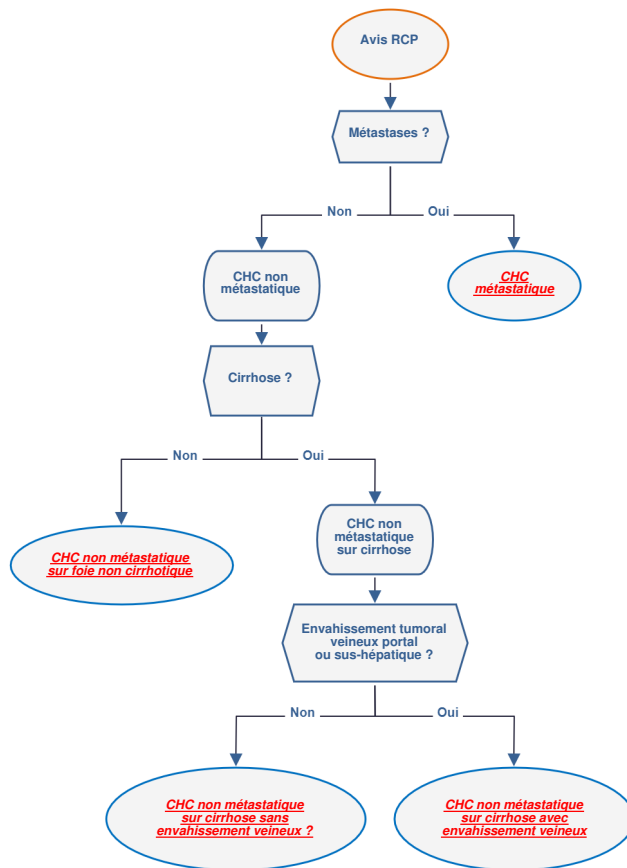 Avis RCP
Métastases ?
Non
Oui
CHC non
métastatique
CHC
métastatique
Cirrhose ?
Non
Oui
CHC non
métastatique
sur cirrhose
CHC non métastatique
sur foie non cirrhotique
Envahissement tumoral
veineux portal
ou sus-hépatique ?
Non
Oui
CHC non métastatique
sur cirrhose sans
envahissement veineux ?
CHC non métastatique
sur cirrhose avec
envahissement veineux